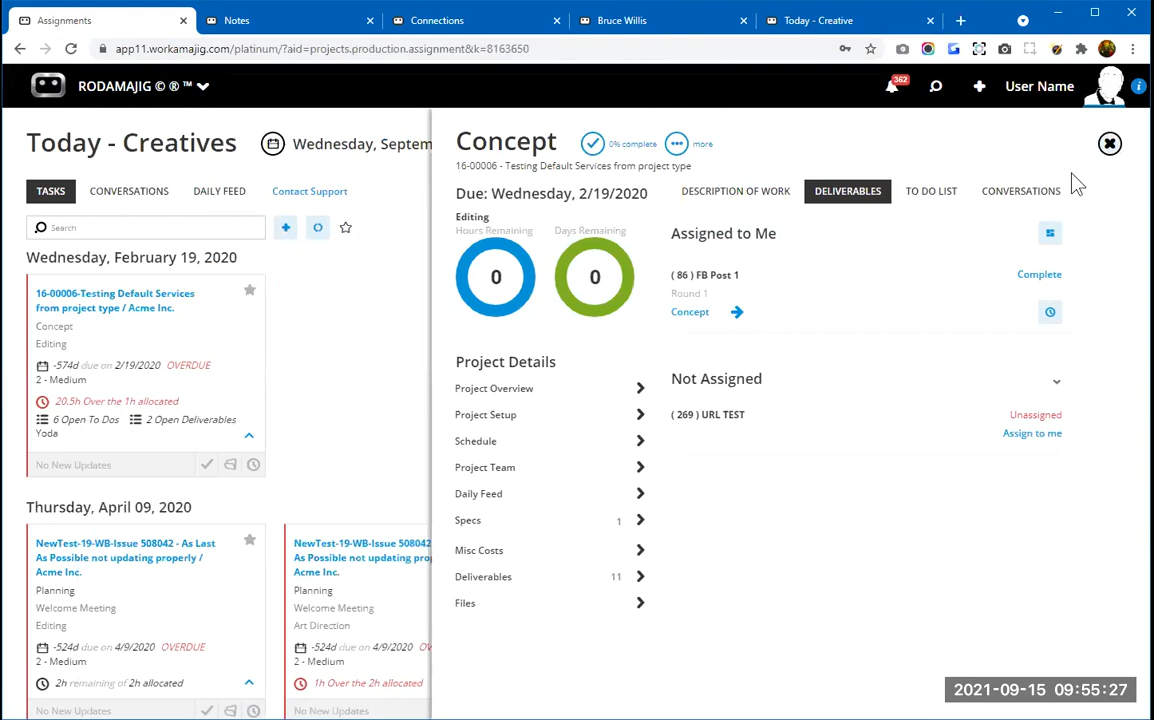 Assignments
Notes
Connections
Bruce Willis
Today - Creative
app11.workamajig.com/platinum/?aid=projects.production.assignment&k=8163650
RODAMAJIG © ® ™
362
User Name
Today - Creatives
Wednesday, Septem
TASKS
CONVERSATIONS
DAILY FEED
Contact Support
Search
Wednesday, February 19, 2020
16-00006-Testing Default Services
from project type / Acme Inc.
Concept
Editing
-574d due on 2/19/2020 OVERDUE
2 - Medium
20.5h Over the 1h allocated
6 Open To Dos 2 Open Deliverables
Yoda
No New Updates
Thursday, April 09, 2020
NewTest-19-WB-Issue 508042 - As Last
As Possible not updating properly /
Acme Inc.
Planning
Welcome Meeting
Editing
-524d due on 4/9/2020 OVERDUE
2 - Medium
2h remaining of 2h allocated
No New Updates
NewTest-19-WB-Issue 508042
As Possible not updating pro
Acme Inc.
Planning
Welcome Meeting
Art Direction
-524d due on 4/9/2020 OV
2 - Medium
1h Over the 2h allocated
No New Updates
Concept
0% complete
more
16-00006 - Testing Default Services from project type
Due: Wednesday, 2/19/2020
Editing
Hours Remaining
Days Remaining
0
0
Project Details
Project Overview
Project Setup
Schedule
Project Team
Daily Feed
Specs 1
Misc Costs
Deliverables 11
Files
DESCRIPTION OF WORK
DELIVERABLES
TO DO LIST
CONVERSATIONS
Assigned to Me
( 86 ) FB Post 1
Complete
Round 1
Concept
Not Assigned
( 269 ) URL TEST
Unassigned
Assign to me
2021-09-15 09:55:27